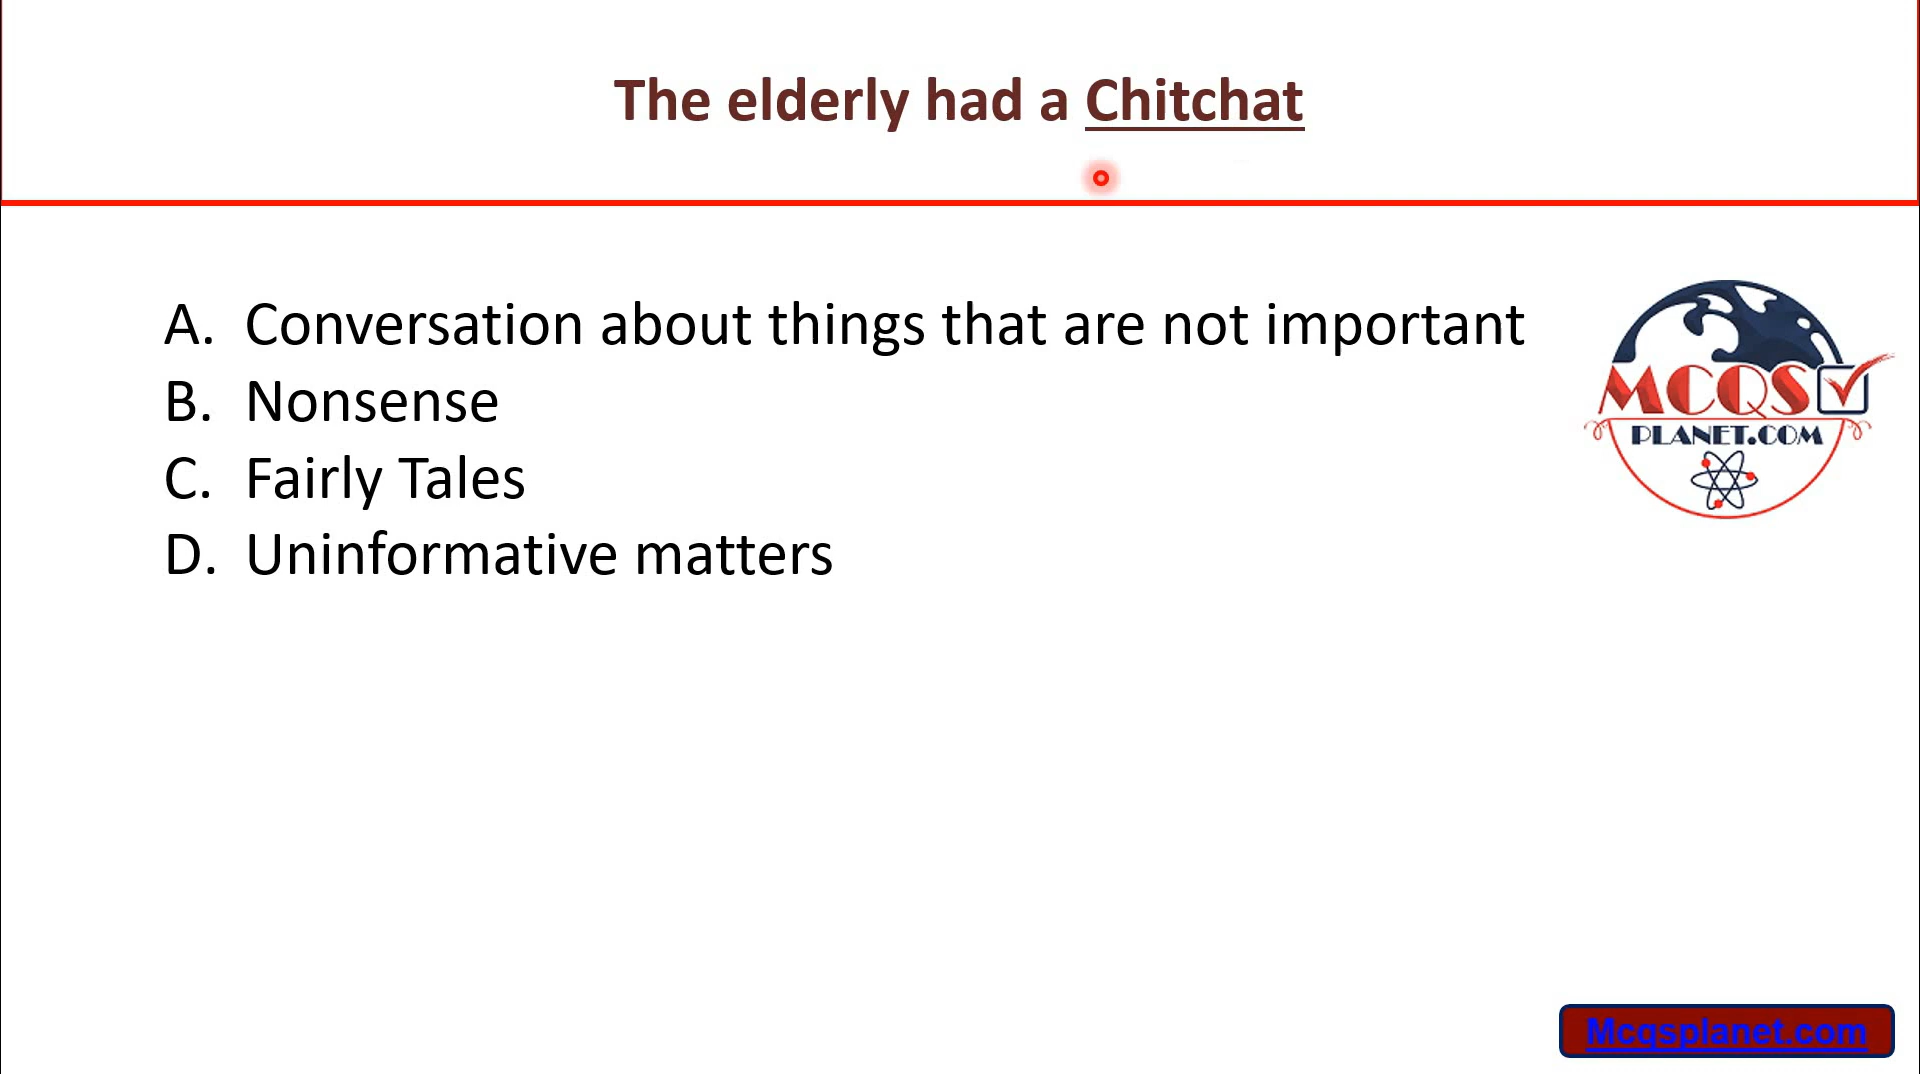 The elderly had a Chitchat
A. Conversation about things that are not important
B. Nonsense
C. Fairly Tales
D. Uninformative matters
MCQS
PLANET.COM
Mcqsplanet.com